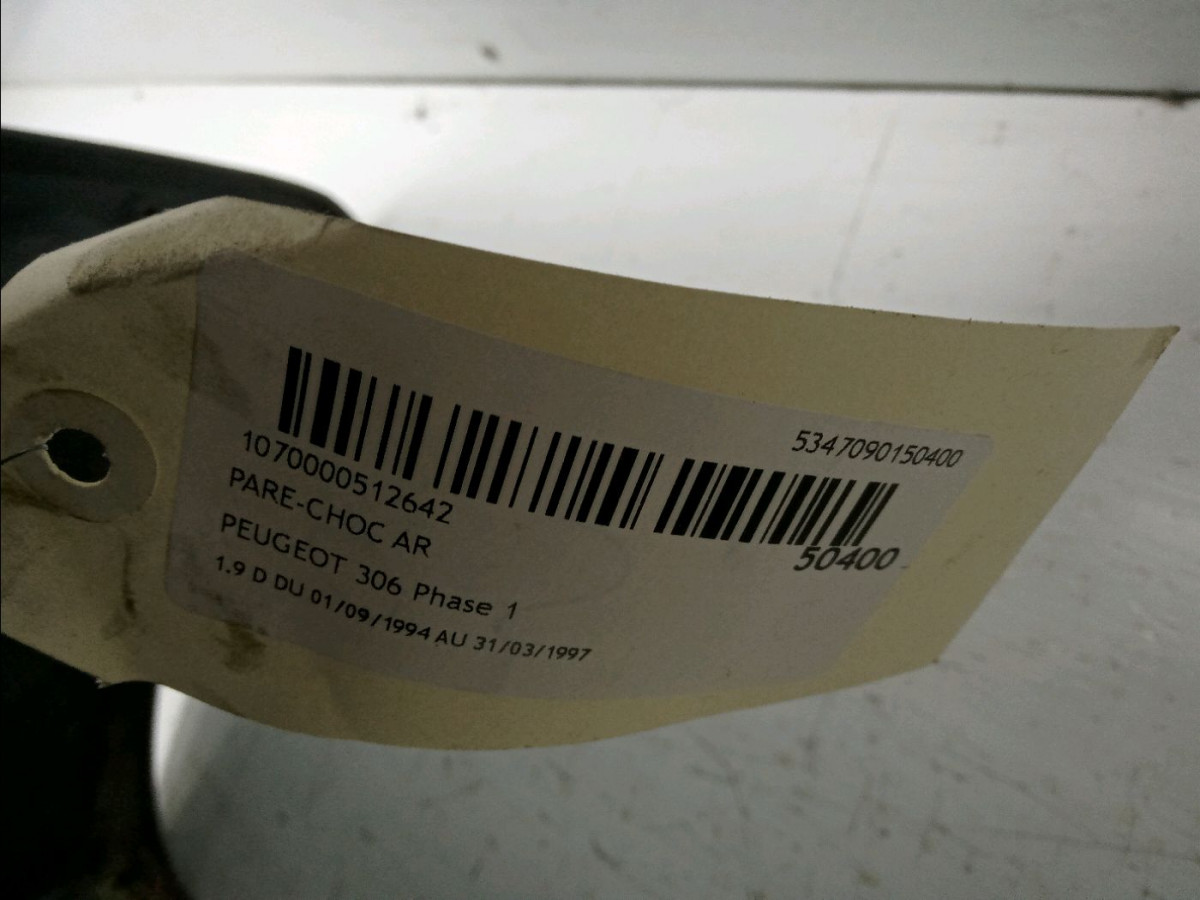 5347090150400
1070000512642
50400
PARE-CHOC AR
PEUGEOT 306 Phase 1
1.9 D DU 01/09/1994 AU 31/03/1997